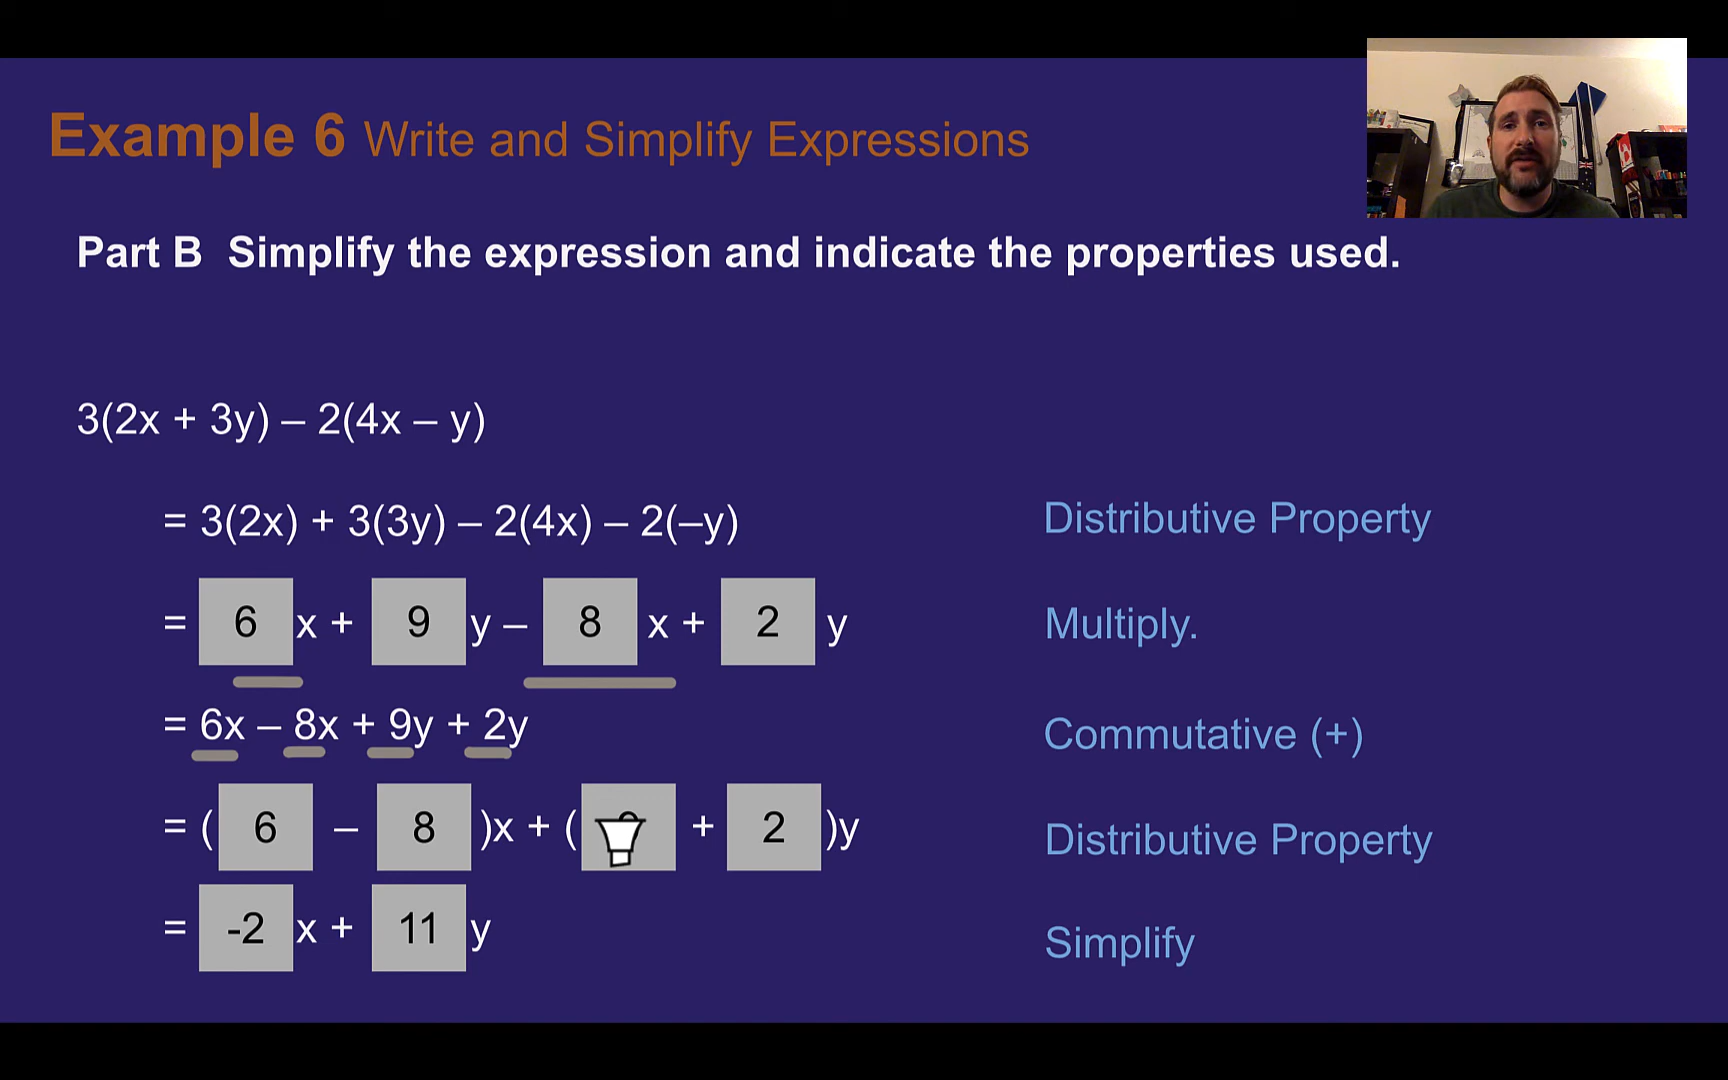 Example 6 Write and Simplify Expressions
Part B Simplify the expression and indicate the properties used.
3(2x + 3y) – 2(4x – y)
= 3(2x) + 3(3y) – 2(4x) – 2(–y) Distributive Property
= 6 x + 9 y – 8 x + 2 y Multiply.
= 6x – 8x + 9y + 2y Commutative (+)
= ( 6 – 8 )x + ( + 2 )y Distributive Property
= -2 x + 11 y Simplify